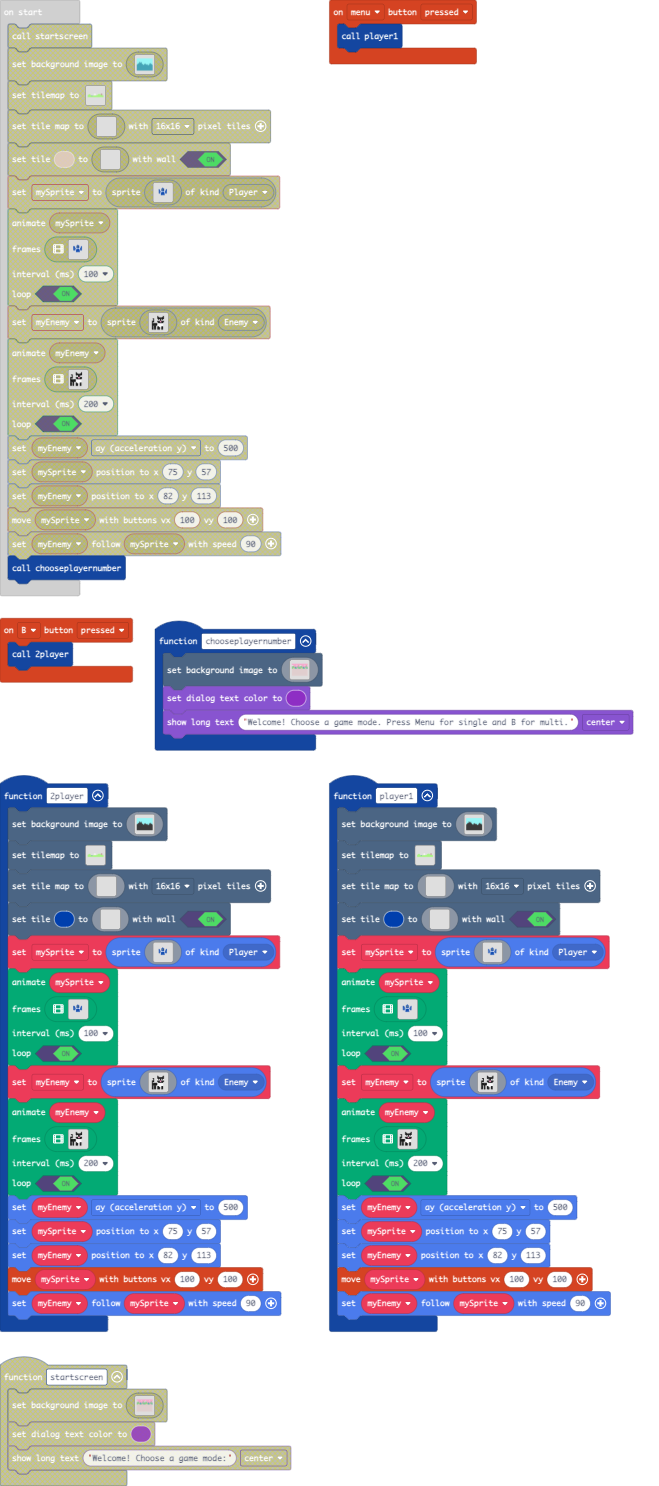 on start
call startscreen
set background image to
set tilemap to
set tile map to with 16x16 pixel tiles
set tile to with wall ON
set mySprite to sprite of kind Player
animate mySprite
frames
interval (ms) 100
loop ON
set myEnemy to sprite of kind Enemy
animate myEnemy
frames
interval (ms) 200
loop ON
set myEnemy ay (acceleration y) to 500
set mySprite position to x 75 y 57
set myEnemy position to x 82 y 113
move mySprite with buttons vx 100 vy 100
set myEnemy follow mySprite with speed 90
call chooseplayernumber
on menu button pressed
call player1
on B button pressed
call 2player
function chooseplayernumber
set background image to
set dialog text color to
show long text "Welcome! Choose a game mode. Press Menu for single and B for multi." center
function 2player
set background image to
set tilemap to
set tile map to with 16x16 pixel tiles
set tile to with wall ON
set mySprite to sprite of kind Player
animate mySprite
frames
interval (ms) 100
loop ON
set myEnemy to sprite of kind Enemy
animate myEnemy
frames
interval (ms) 200
loop ON
set myEnemy ay (acceleration y) to 500
set mySprite position to x 75 y 57
set myEnemy position to x 82 y 113
move mySprite with buttons vx 100 vy 100
set myEnemy follow mySprite with speed 90
function player1
set background image to
set tilemap to
set tile map to with 16x16 pixel tiles
set tile to with wall ON
set mySprite to sprite of kind Player
animate mySprite
frames
interval (ms) 100
loop ON
set myEnemy to sprite of kind Enemy
animate myEnemy
frames
interval (ms) 200
loop ON
set myEnemy ay (acceleration y) to 500
set mySprite position to x 75 y 57
set myEnemy position to x 82 y 113
move mySprite with buttons vx 100 vy 100
set myEnemy follow mySprite with speed 90
function startscreen
set background image to
set dialog text color to
show long text "Welcome! Choose a game mode:" center